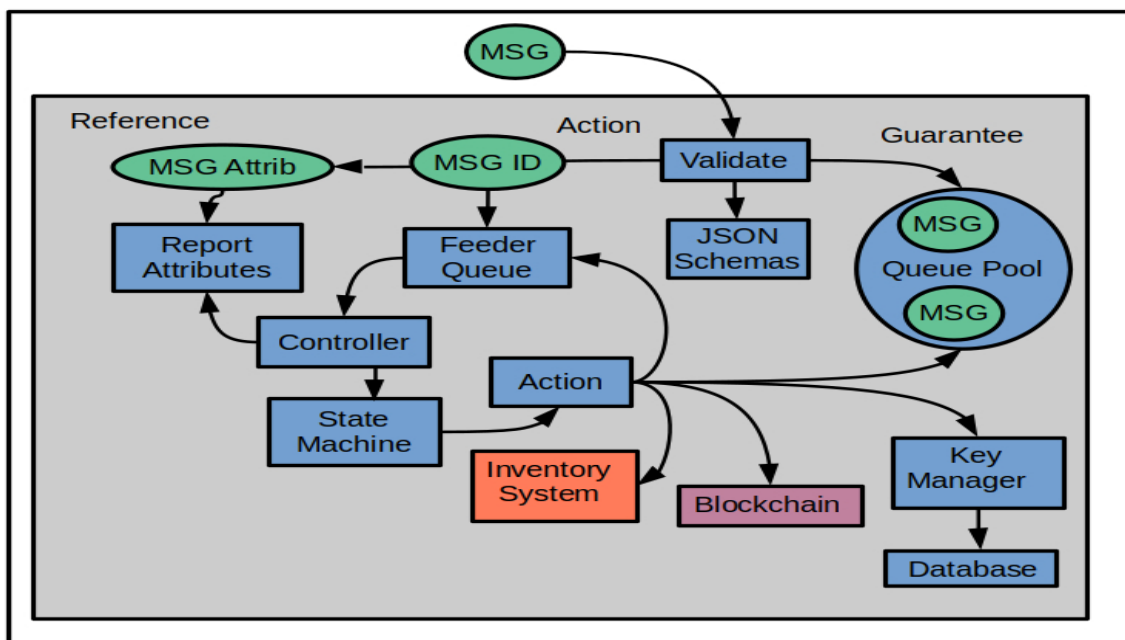 MSG
Reference
Action
Guarantee
MSG Attrib
MSG ID
Validate
Report
Attributes
Feeder
Queue
JSON
Schemas
MSG
Queue Pool
MSG
Controller
Action
State
Machine
Inventory
System
Blockchain
Key
Manager
Database